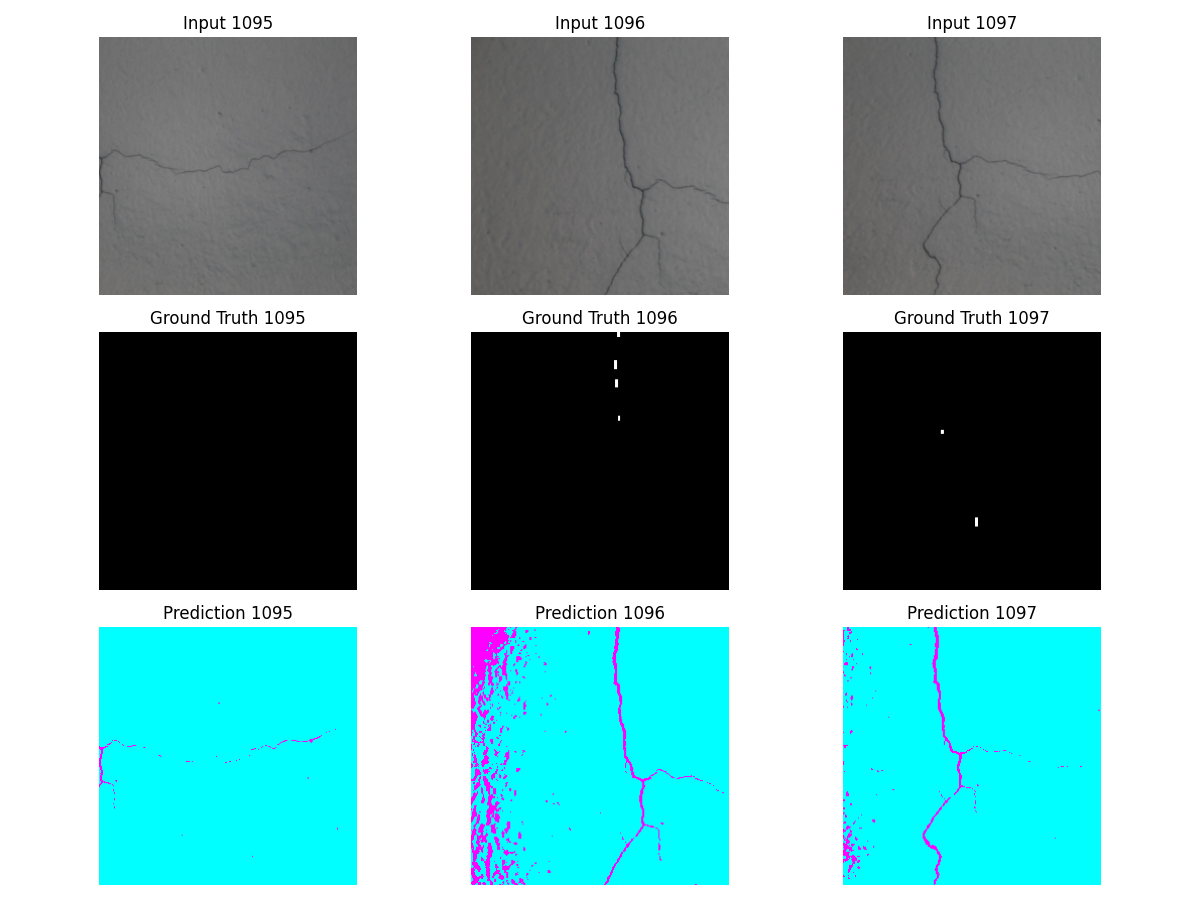 Input 1095
Input 1096
Input 1097
Ground Truth 1095
Ground Truth 1096
Ground Truth 1097
Prediction 1095
Prediction 1096
Prediction 1097